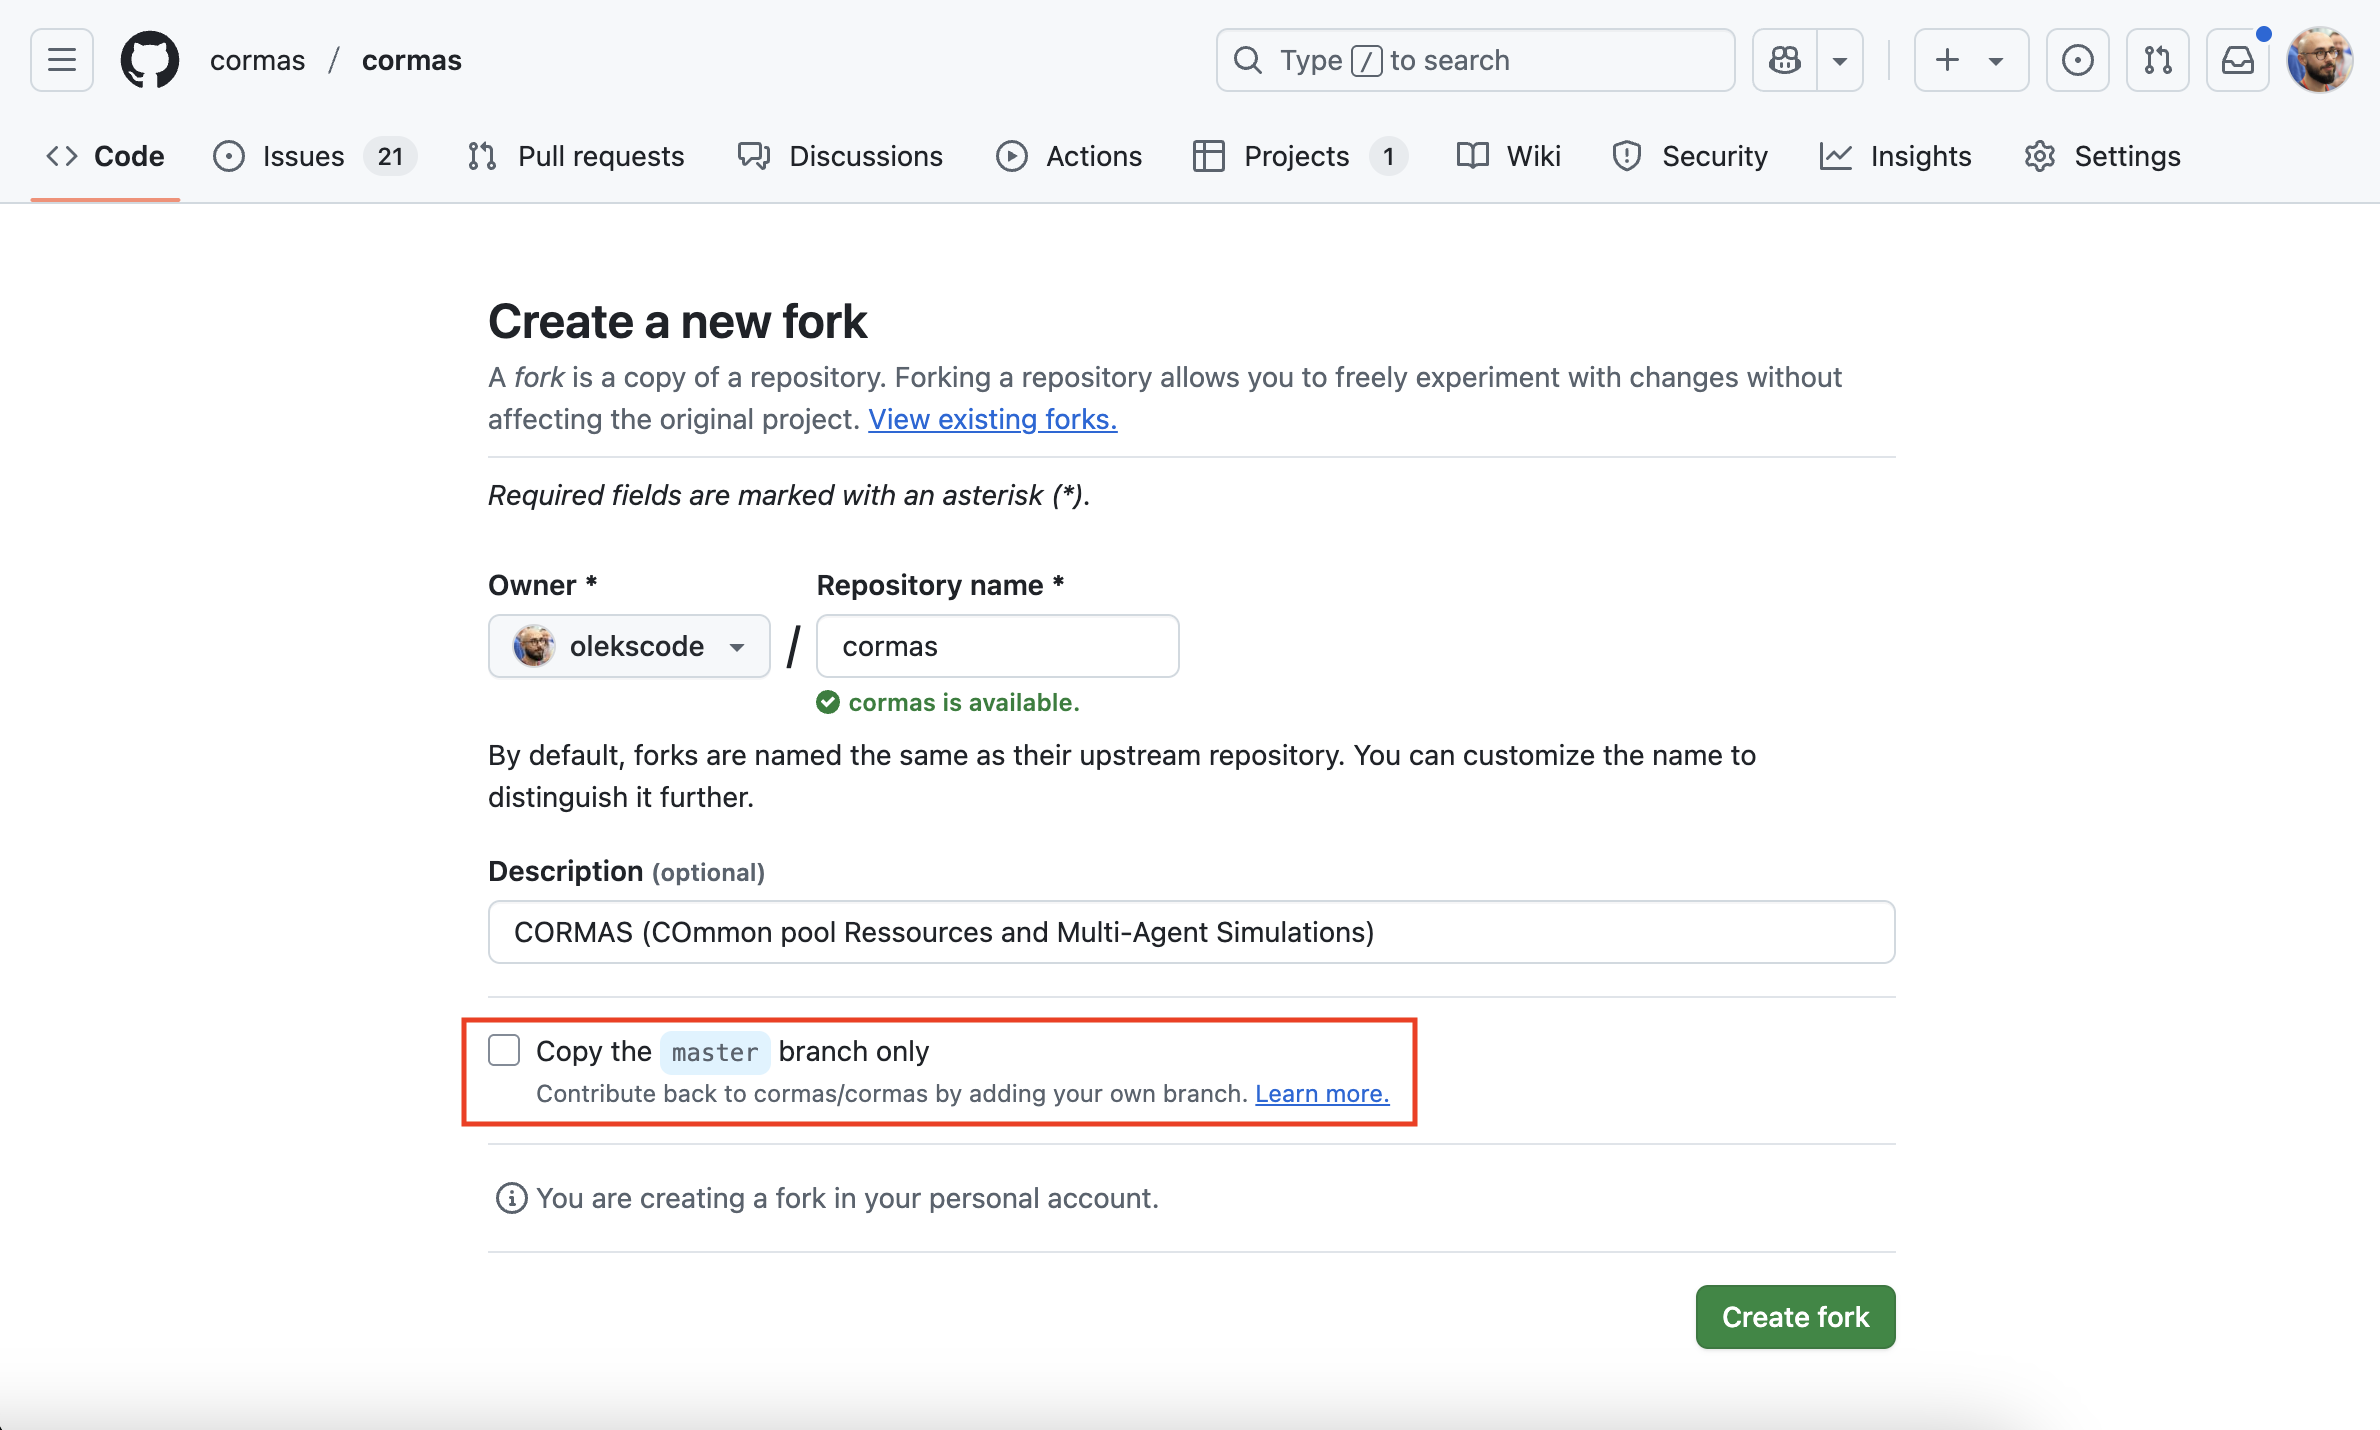 cormas / cormas
Type / to search
Code
Issues 21
Pull requests
Discussions
Actions
Projects 1
Wiki
Security
Insights
Settings
Create a new fork
A fork is a copy of a repository. Forking a repository allows you to freely experiment with changes without
affecting the original project. View existing forks.
Required fields are marked with an asterisk (*).
Owner *
Repository name *
olekscode / cormas
cormas is available.
By default, forks are named the same as their upstream repository. You can customize the name to
distinguish it further.
Description (optional)
CORMAS (COmmon pool Ressources and Multi-Agent Simulations)
Copy the master branch only
Contribute back to cormas/cormas by adding your own branch. Learn more.
You are creating a fork in your personal account.
Create fork